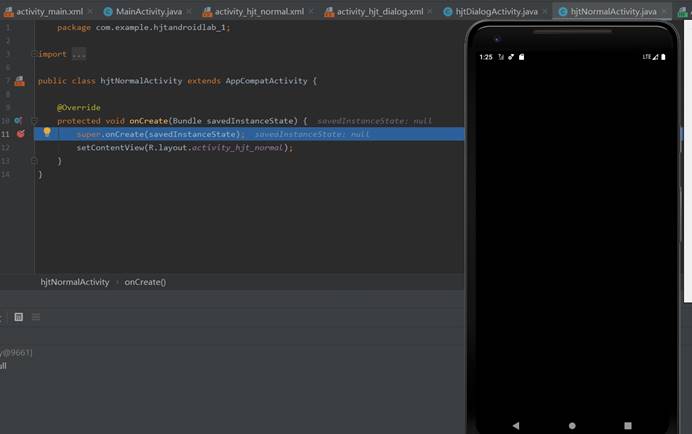 activity_main.xml MainActivity.java activity_hjt_normal.xml activity_hjt_dialog.xml hjtDialogActivity.java hjtNormalActivity.java
1 package com.example.hjtandroidlab_1;
2
3 import ...
6
7 public class hjtNormalActivity extends AppCompatActivity {
8
9 @Override
10 protected void onCreate(Bundle savedInstanceState) { savedInstanceState: null
11 super.onCreate(savedInstanceState); savedInstanceState: null
12 setContentView(R.layout.activity_hjt_normal);
13 }
14 }
1:25 LTE
hjtNormalActivity › onCreate()
y@9661}
ull